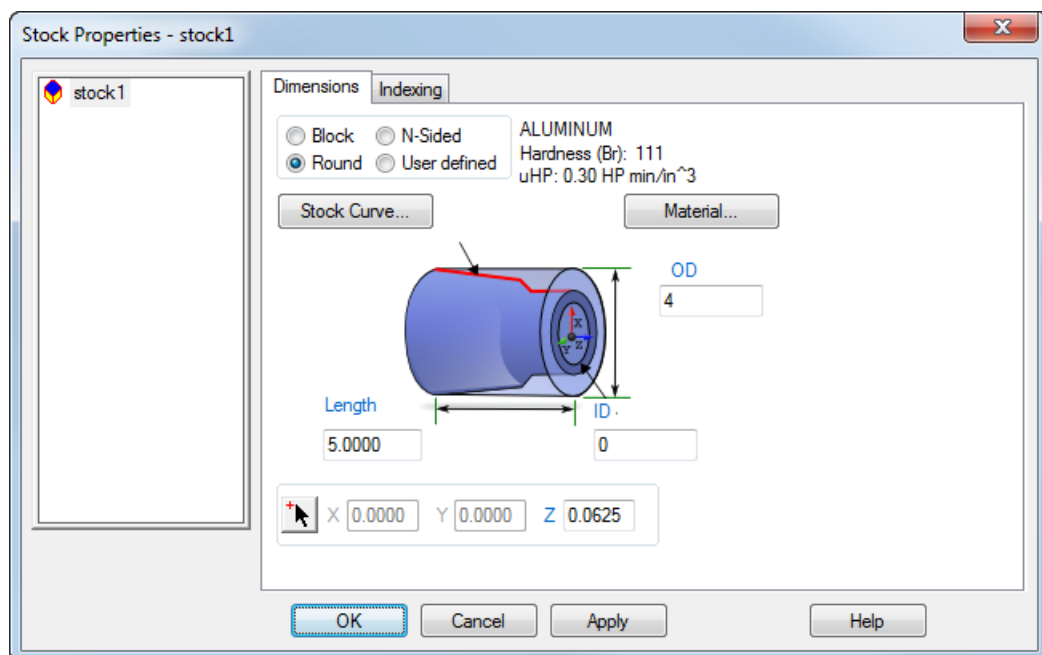 Stock Properties - stock1
x
stock1
Dimensions Indexing
Block N-Sided
Round User defined
ALUMINUM
Hardness (Br): 111
uHP: 0.30 HP min/in^3
Stock Curve... Material...
OD
4
X
Y Z
Length
5.0000
ID
0
X 0.0000 Y 0.0000 Z 0.0625
OK Cancel Apply Help